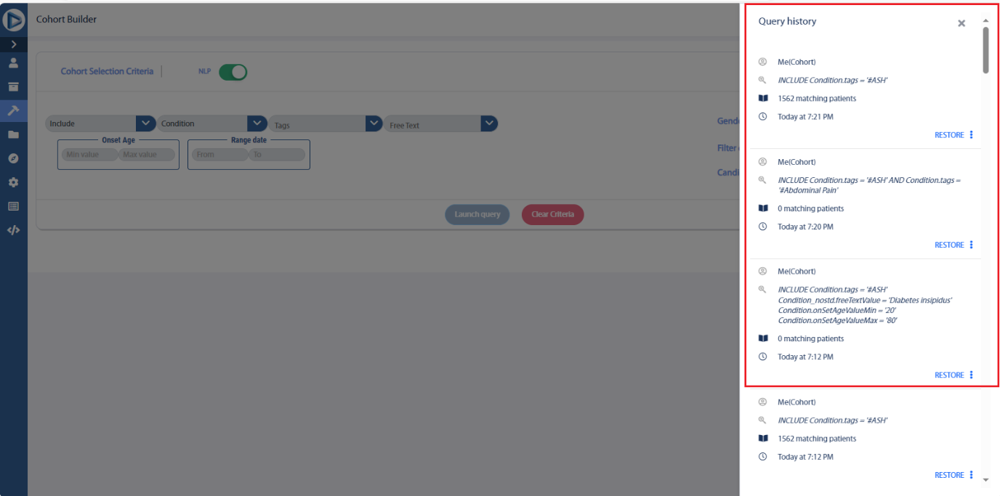 Cohort Builder
Cohort Selection Criteria
NLP
Include
Condition
Tags
Free Text
Onset Age
Range date
Min value
Max value
From
To
Launch query
Clear Criteria
Filter
Query history
Me(Cohort)
INCLUDE Condition.tags = '#ASH'
1562 matching patients
Today at 7:21 PM
RESTORE
Me(Cohort)
INCLUDE Condition.tags = '#ASH' AND Condition.tags =
'#Abdominal Pain'
0 matching patients
Today at 7:20 PM
RESTORE
Me(Cohort)
INCLUDE Condition.tags = '#ASH'
Condition_nostd.freeTextValue = 'Diabetes insipidus'
Condition.onSetAgeValueMin = '20'
Condition.onSetAgeValueMax = '80'
0 matching patients
Today at 7:12 PM
RESTORE
Me(Cohort)
INCLUDE Condition.tags = '#ASH'
1562 matching patients
Today at 7:12 PM
RESTORE